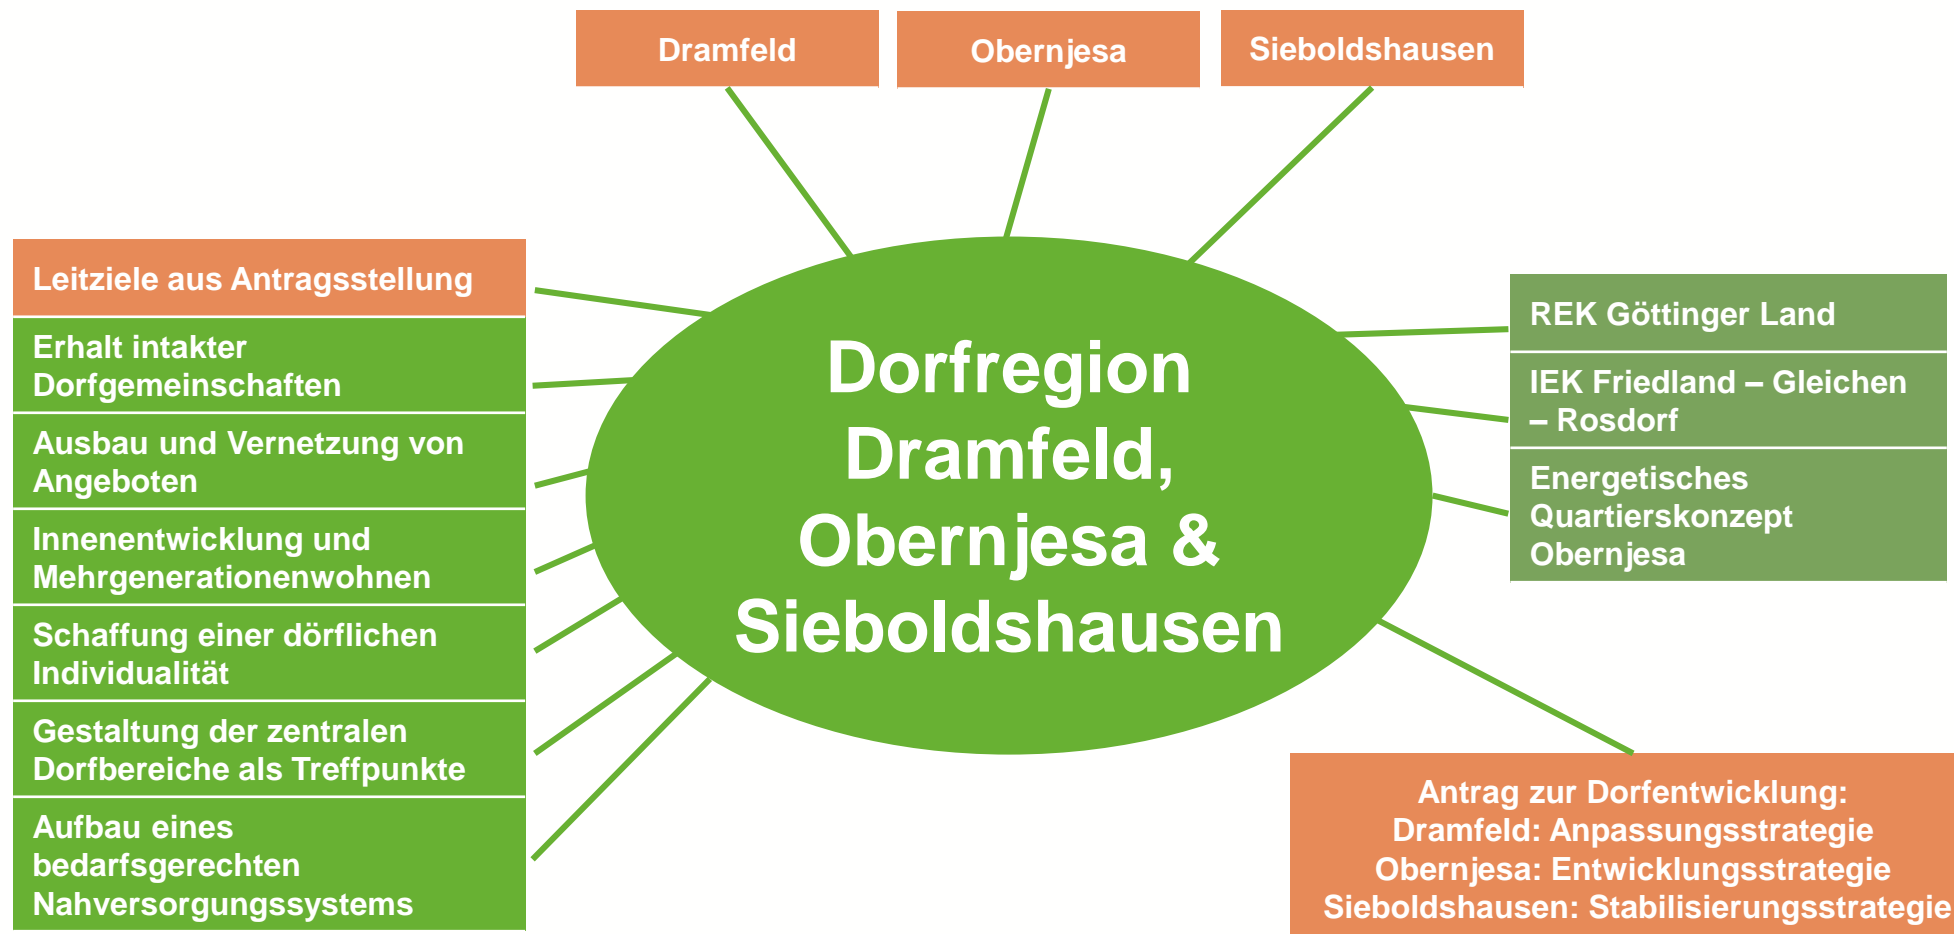 Dramfeld
Obernjesa
Sieboldshausen
Leitziele aus Antragsstellung
Erhalt intakter
Dorfgemeinschaften
Ausbau und Vernetzung von
Angeboten
Innenentwicklung und
Mehrgenerationenwohnen
Schaffung einer dörflichen
Individualität
Gestaltung der zentralen
Dorfbereiche als Treffpunkte
Aufbau eines
bedarfsgerechten
Nahversorgungssystems
Dorfregion
Dramfeld,
Obernjesa &
Sieboldshausen
REK Göttinger Land
IEK Friedland – Gleichen
– Rosdorf
Energetisches
Quartierskonzept
Obernjesa
Antrag zur Dorfentwicklung:
Dramfeld: Anpassungsstrategie
Obernjesa: Entwicklungsstrategie
Sieboldshausen: Stabilisierungsstrategie